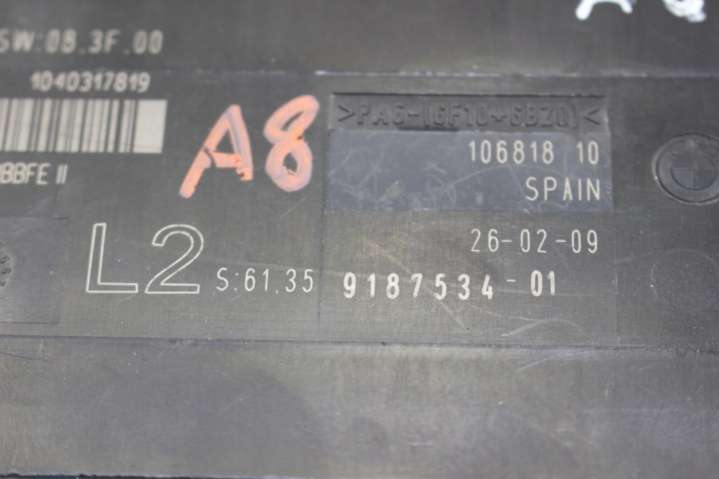 SW:08.3F.00
1040317819
BBFE II
A8
>PA6-(GF10+GB20)<
106818 10
SPAIN
26-02-09
L2 S:61.35 9187534-01